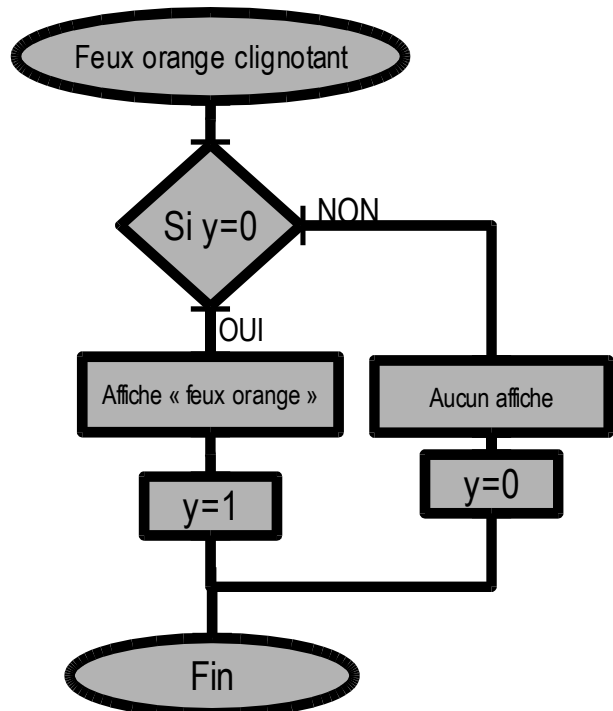 Feux orange clignotant
Si y=0
NON
OUI
Affiche « feux orange »
Aucun affiche
y=1
y=0
Fin